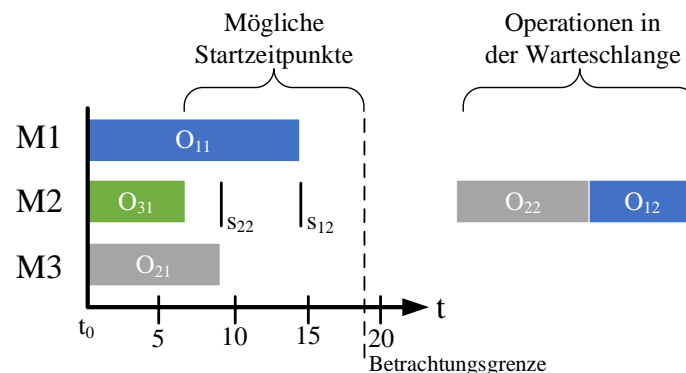 Mögliche
Startzeitpunkte
Operationen in
der Warteschlange
M1
O11
M2
O31
s22
s12
O22
O12
M3
O21
t
t0
5
10
15
20
Betrachtungsgrenze